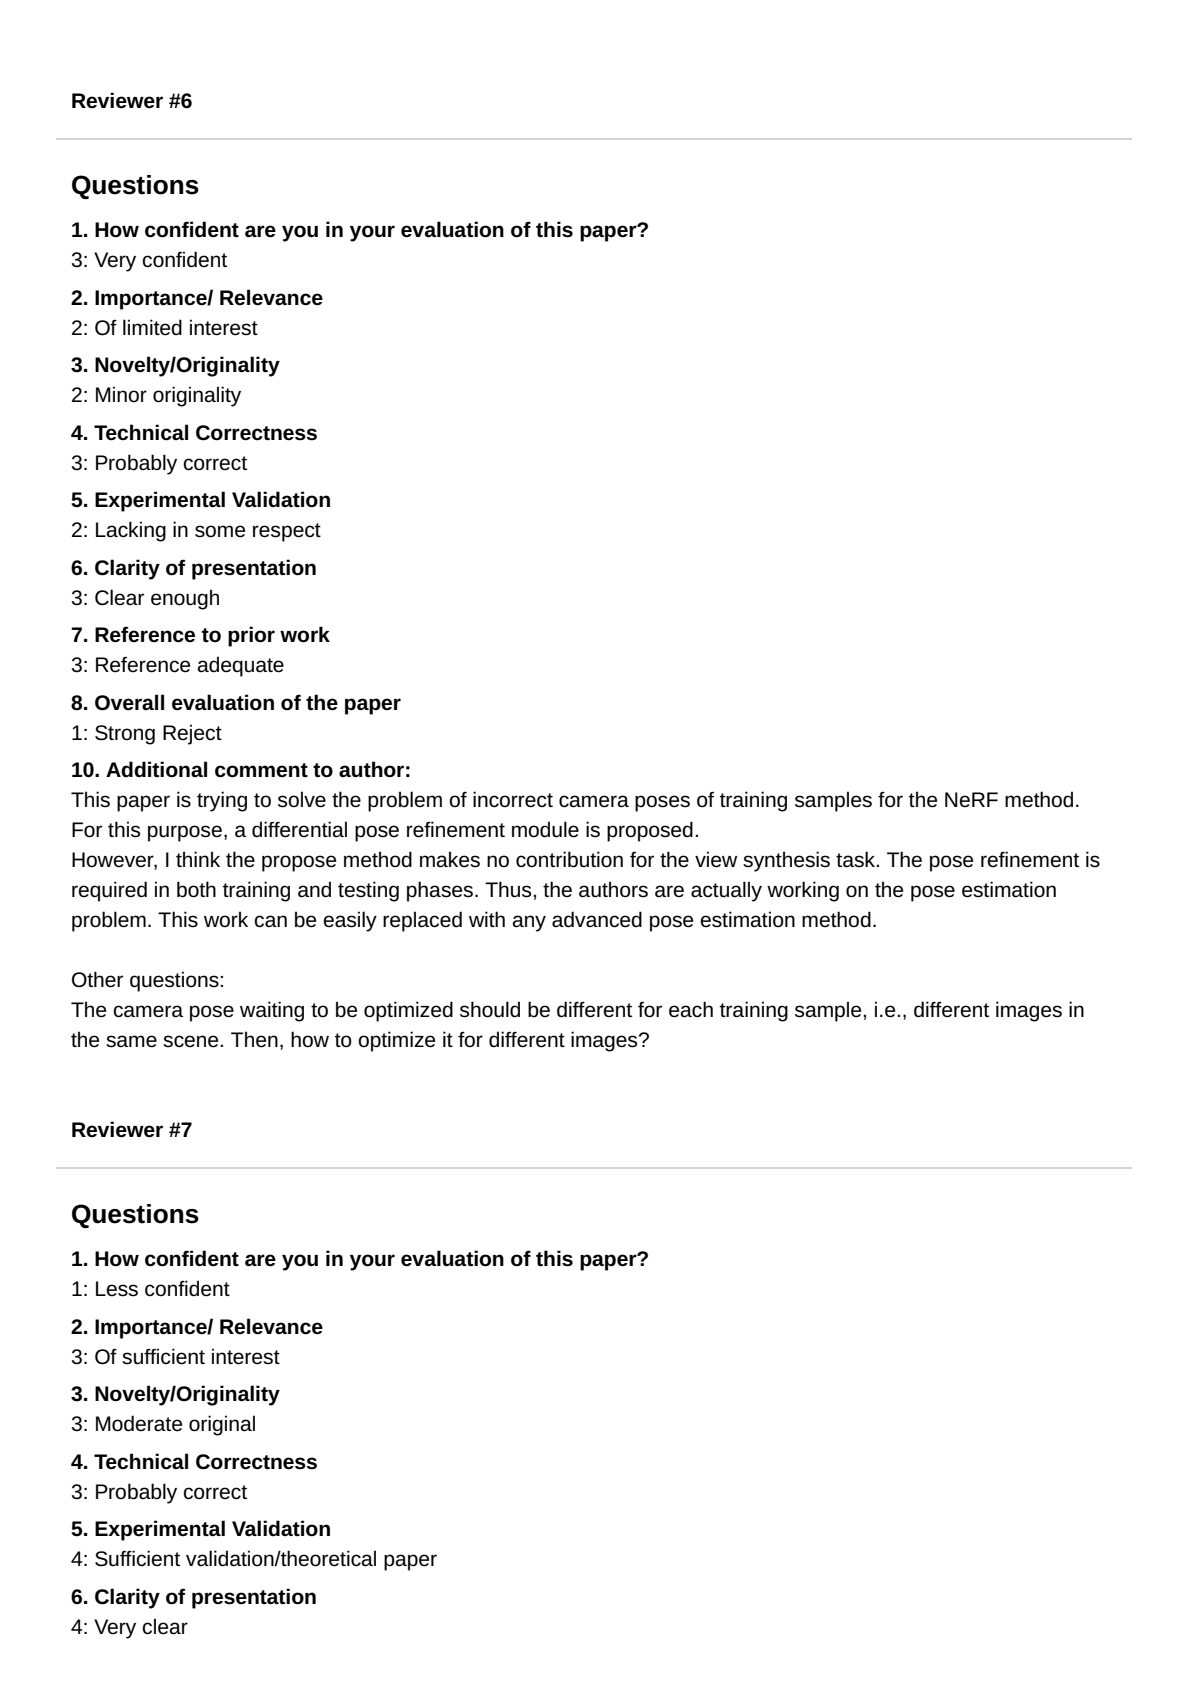 Reviewer #6
Questions
1. How confident are you in your evaluation of this paper?
3: Very confident
2. Importance/ Relevance
2: Of limited interest
3. Novelty/Originality
2: Minor originality
4. Technical Correctness
3: Probably correct
5. Experimental Validation
2: Lacking in some respect
6. Clarity of presentation
3: Clear enough
7. Reference to prior work
3: Reference adequate
8. Overall evaluation of the paper
1: Strong Reject
10. Additional comment to author:
This paper is trying to solve the problem of incorrect camera poses of training samples for the NeRF method.
For this purpose, a differential pose refinement module is proposed.
However, I think the propose method makes no contribution for the view synthesis task. The pose refinement is
required in both training and testing phases. Thus, the authors are actually working on the pose estimation
problem. This work can be easily replaced with any advanced pose estimation method.
Other questions:
The camera pose waiting to be optimized should be different for each training sample, i.e., different images in
the same scene. Then, how to optimize it for different images?
Reviewer #7
Questions
1. How confident are you in your evaluation of this paper?
1: Less confident
2. Importance/ Relevance
3: Of sufficient interest
3. Novelty/Originality
3: Moderate original
4. Technical Correctness
3: Probably correct
5. Experimental Validation
4: Sufficient validation/theoretical paper
6. Clarity of presentation
4: Very clear